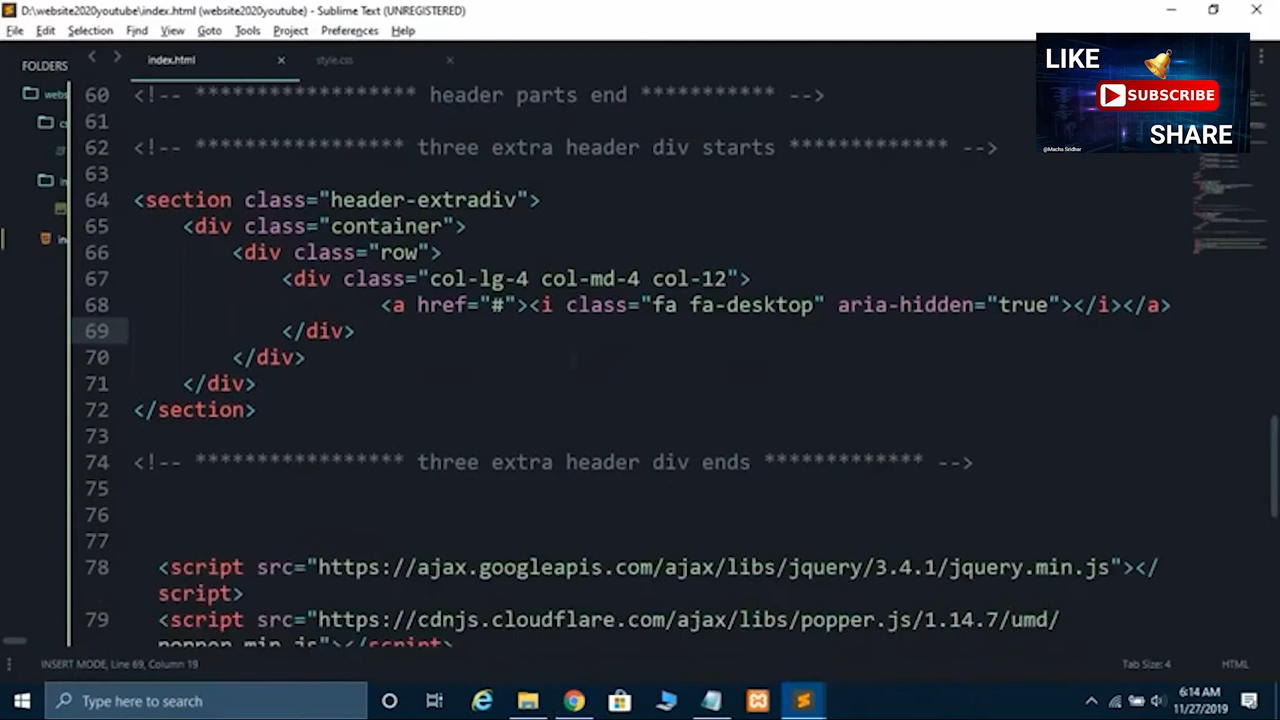 D:\website2020youtube\index.html (website2020youtube) - Sublime Text (UNREGISTERED)
File Edit Selection Find View Goto Tools Project Preferences Help
FOLDERS
index.html
style.css
LIKE
SUBSCRIBE
SHARE
@Machs Sridhar
60 <!-- ***************** header parts end *********** -->
61
62 <!-- ***************** three extra header div starts ************* -->
63
64 <section class="header-extradiv">
65 <div class="container">
66 <div class="row">
67 <div class="col-lg-4 col-md-4 col-12">
68 <a href="#"><i class="fa fa-desktop" aria-hidden="true"></i></a>
69 </div>
70 </div>
71 </div>
72 </section>
73
74 <!-- ***************** three extra header div ends ************* -->
75
76
77
78 <script src="https://ajax.googleapis.com/ajax/libs/jquery/3.4.1/jquery.min.js"></
script>
79 <script src="https://cdnjs.cloudflare.com/ajax/libs/popper.js/1.14.7/umd/
popper.min.js"></script>
INSERT MODE, Line 69, Column 19
Tab Size: 4
HTML
Type here to search
6:14 AM
11/27/2019